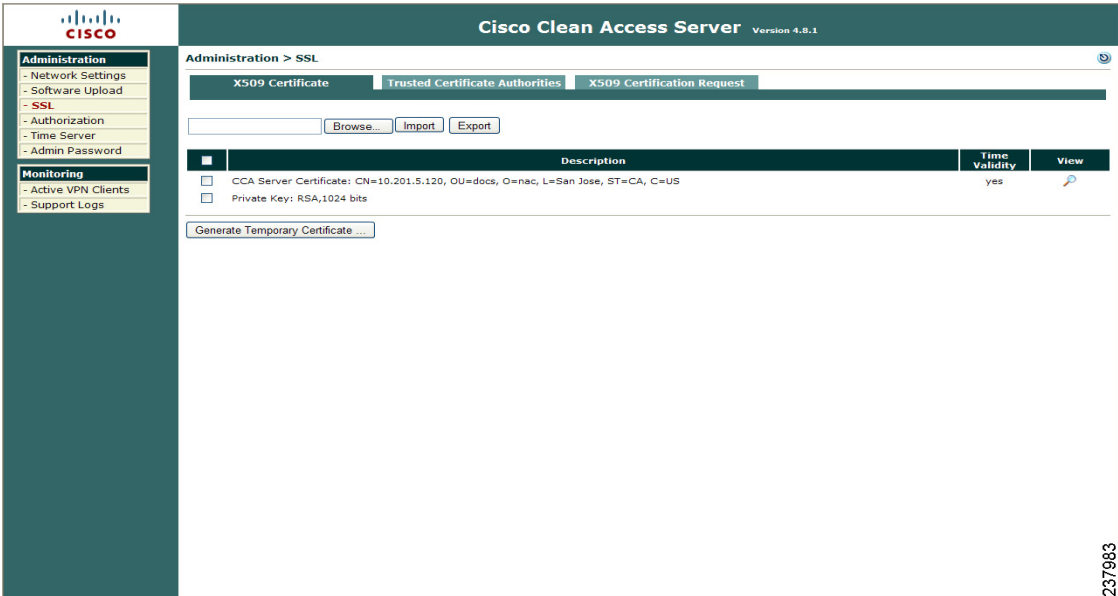 CISCO
Cisco Clean Access Server Version 4.8.1
Administration
- Network Settings
- Software Upload
- SSL
- Authorization
- Time Server
- Admin Password
Monitoring
- Active VPN Clients
- Support Logs
Administration > SSL
X509 Certificate Trusted Certificate Authorities X509 Certification Request
Browse... Import Export
Description Time Validity View
CCA Server Certificate: CN=10.201.5.120, OU=docs, O=nac, L=San Jose, ST=CA, C=US yes
Private Key: RSA,1024 bits
Generate Temporary Certificate ...
237983